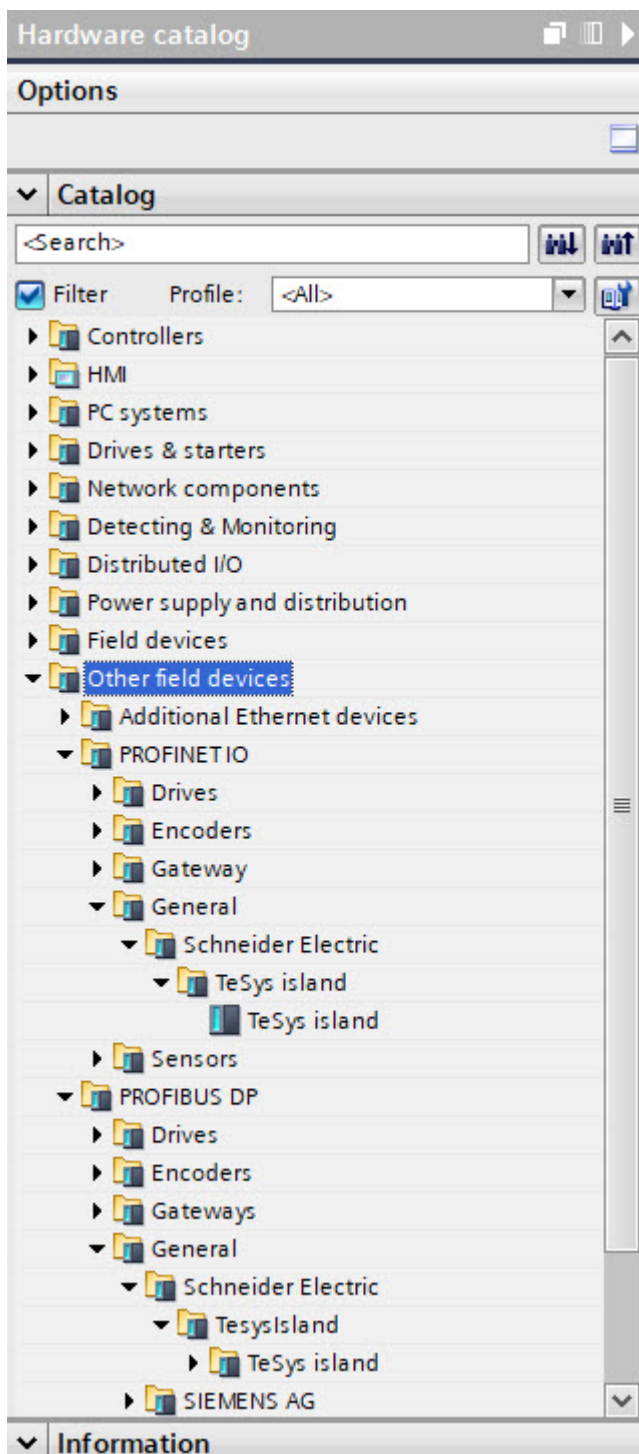 Hardware catalog
Options
Catalog
<Search>
Filter Profile: <All>
Controllers
HMI
PC systems
Drives & starters
Network components
Detecting & Monitoring
Distributed I/O
Power supply and distribution
Field devices
Other field devices
Additional Ethernet devices
PROFINET IO
Drives
Encoders
Gateway
General
Schneider Electric
TeSys island
TeSys island
Sensors
PROFIBUS DP
Drives
Encoders
Gateways
General
Schneider Electric
TesysIsland
TeSys island
SIEMENS AG
Information